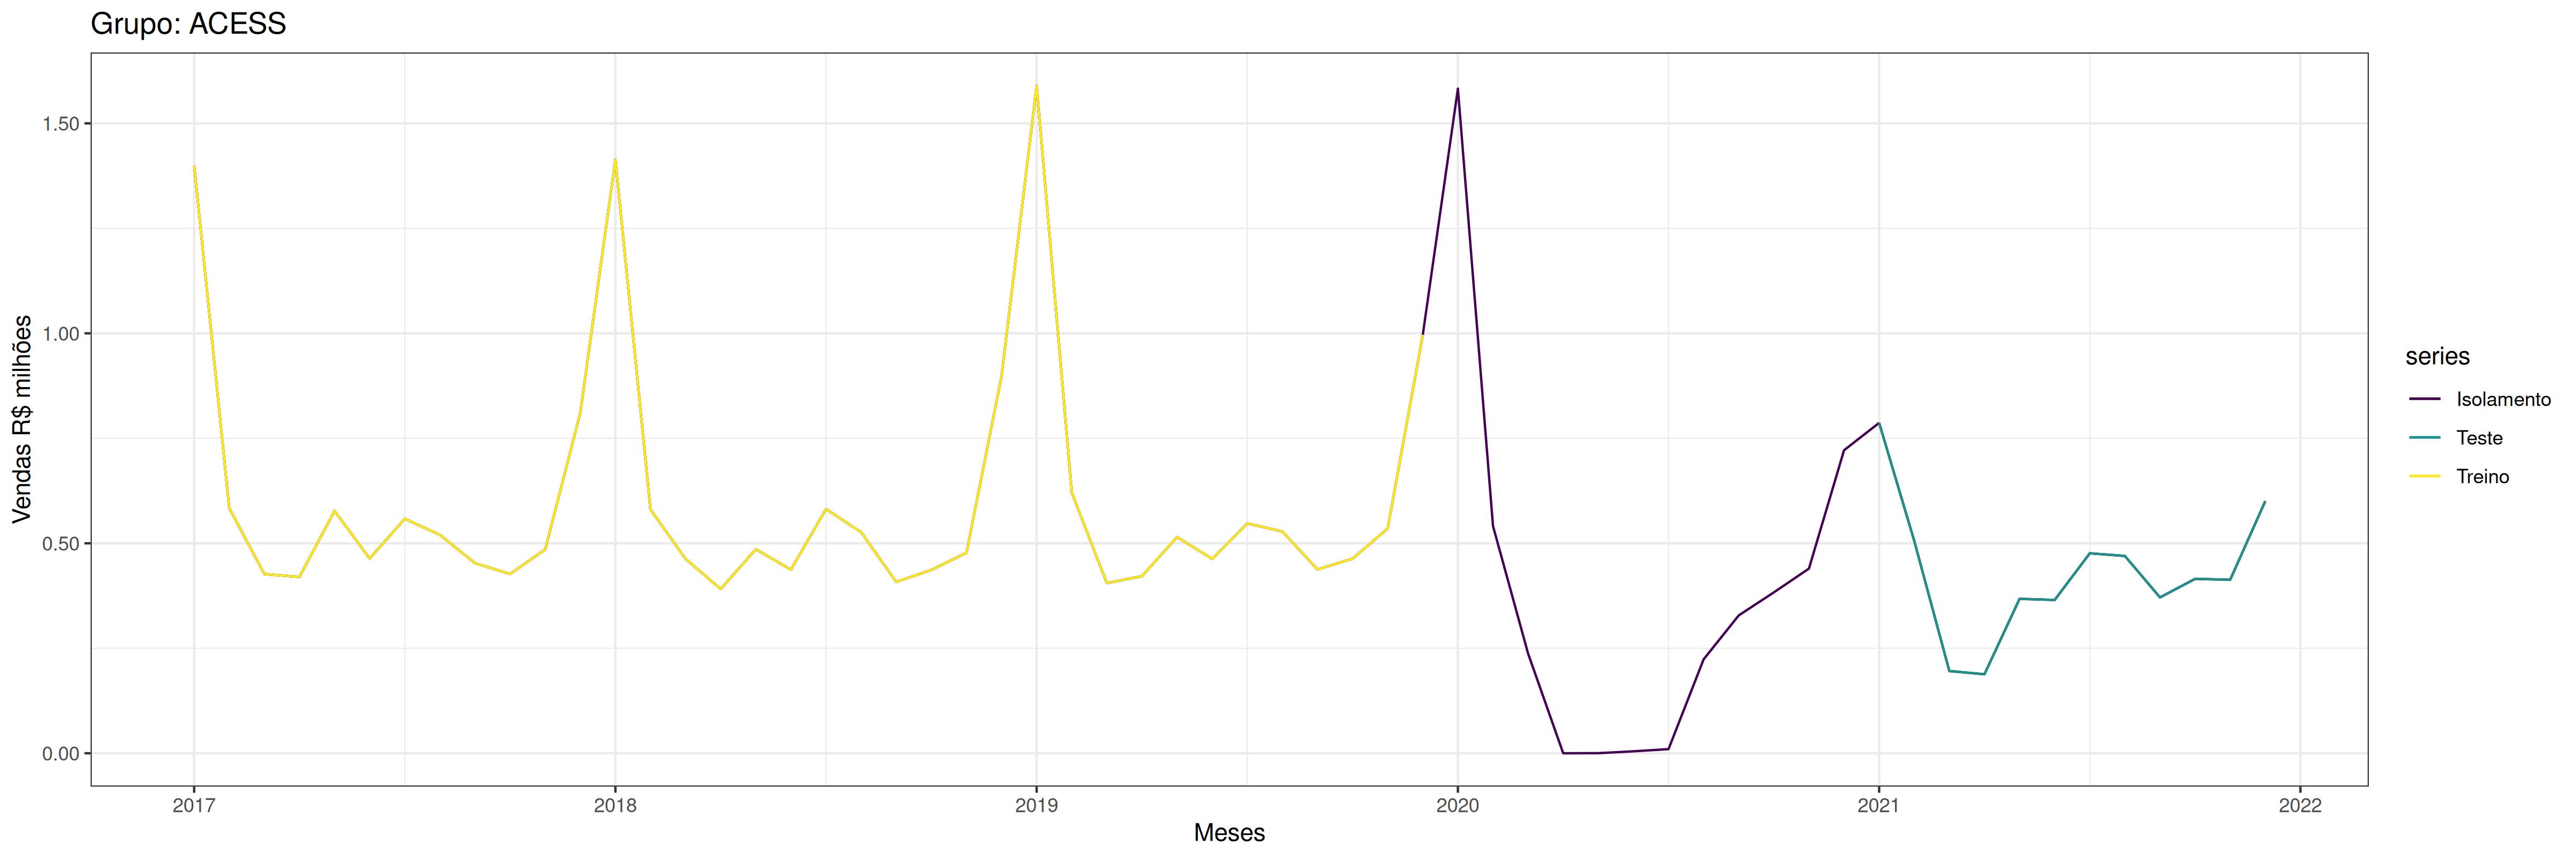 Grupo: ACESS
Vendas R$ milhões
1.50
1.00
0.50
0.00
2017 2018 2019 2020 2021 2022
Meses
series
Isolamento
Teste
Treino